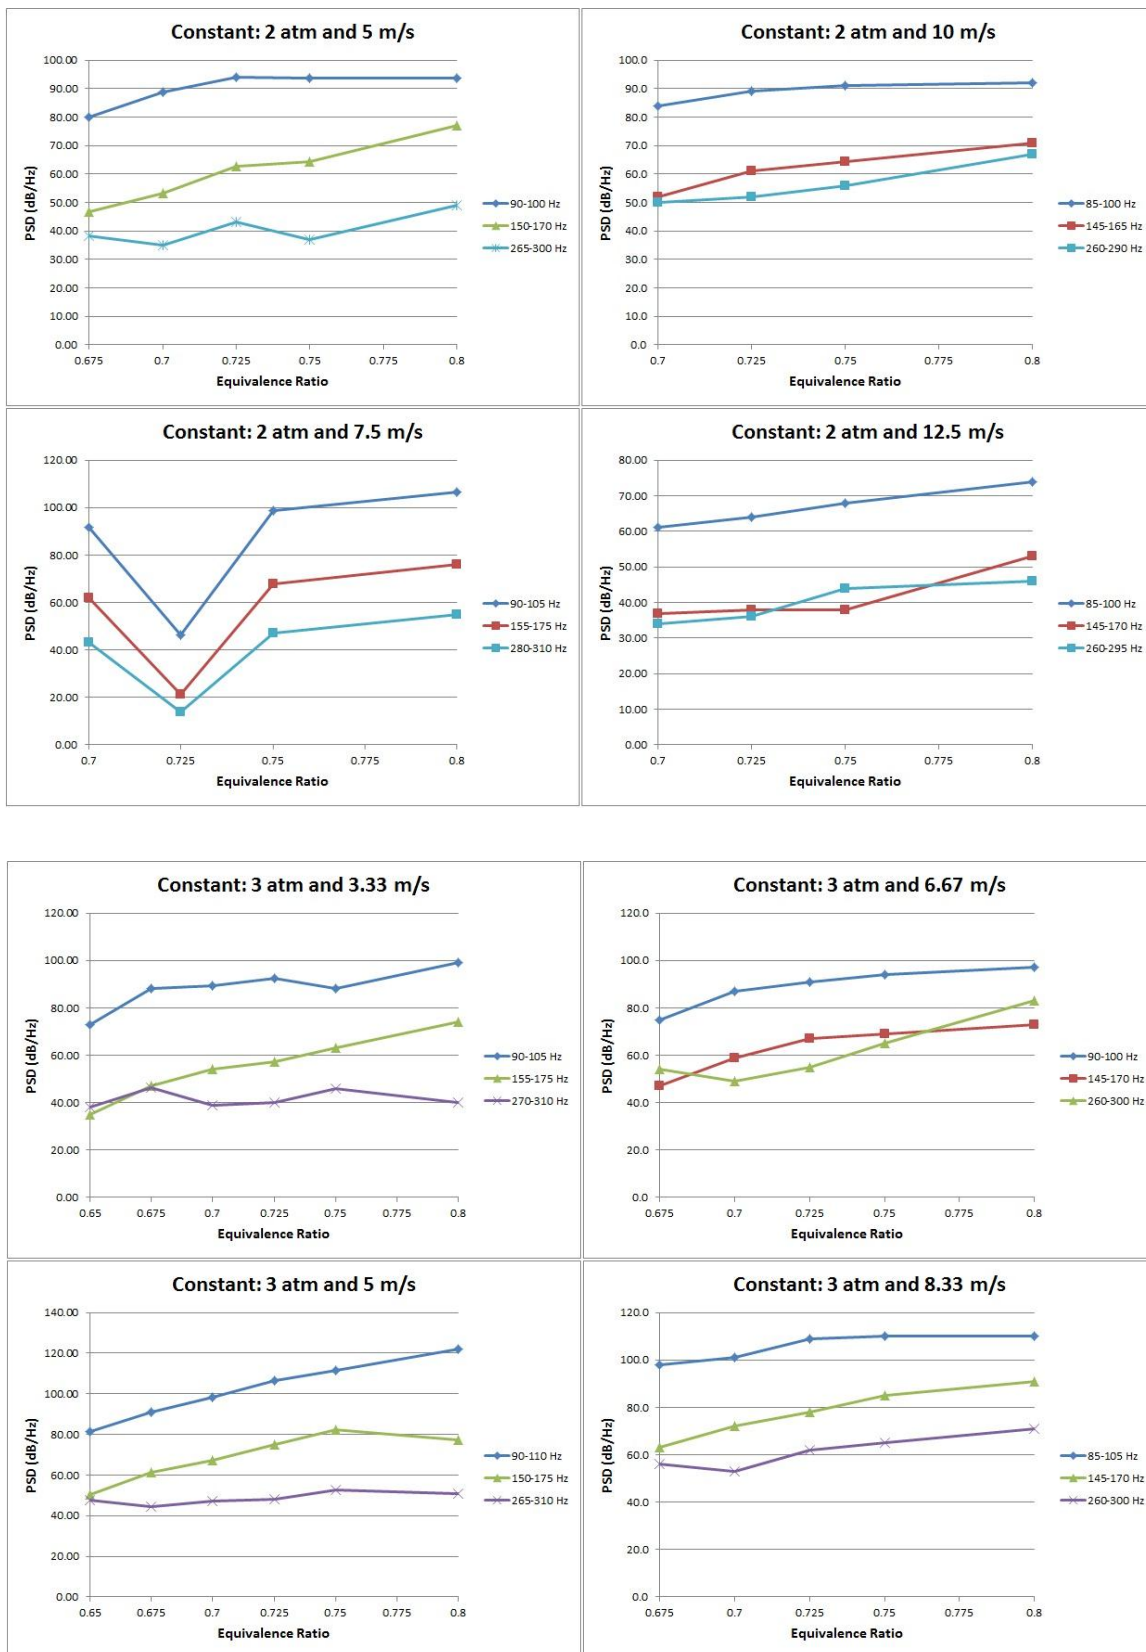 Constant: 2 atm and 5 m/s
100.00
90.00
80.00
70.00
60.00
50.00
40.00
30.00
20.00
10.00
0.00
PSD (dB/Hz)
0.675 0.7 0.725 0.75 0.775 0.8
Equivalence Ratio
90-100 Hz
150-170 Hz
265-300 Hz
Constant: 2 atm and 10 m/s
100.0
90.0
80.0
70.0
60.0
50.0
40.0
30.0
20.0
10.0
0.0
PSD (dB/Hz)
0.7 0.725 0.75 0.775 0.8
Equivalence Ratio
85-100 Hz
145-165 Hz
260-290 Hz
Constant: 2 atm and 7.5 m/s
120.00
100.00
80.00
60.00
40.00
20.00
0.00
PSD (dB/Hz)
0.7 0.725 0.75 0.775 0.8
Equivalence Ratio
90-105 Hz
155-175 Hz
280-310 Hz
Constant: 2 atm and 12.5 m/s
80.00
70.00
60.00
50.00
40.00
30.00
20.00
10.00
0.00
PSD (dB/Hz)
0.7 0.725 0.75 0.775 0.8
Equivalence Ratio
85-100 Hz
145-170 Hz
260-295 Hz
Constant: 3 atm and 3.33 m/s
120.00
100.00
80.00
60.00
40.00
20.00
0.00
PSD (dB/Hz)
0.65 0.675 0.7 0.725 0.75 0.775 0.8
Equivalence Ratio
90-105 Hz
155-175 Hz
270-310 Hz
Constant: 3 atm and 6.67 m/s
120.0
100.0
80.0
60.0
40.0
20.0
0.0
PSD (dB/Hz)
0.675 0.7 0.725 0.75 0.775 0.8
Equivalence Ratio
90-100 Hz
145-170 Hz
260-300 Hz
Constant: 3 atm and 5 m/s
140.00
120.00
100.00
80.00
60.00
40.00
20.00
0.00
PSD (dB/Hz)
0.65 0.675 0.7 0.725 0.75 0.775 0.8
Equivalence Ratio
90-110 Hz
150-175 Hz
265-310 Hz
Constant: 3 atm and 8.33 m/s
120.0
100.0
80.0
60.0
40.0
20.0
0.0
PSD (dB/Hz)
0.675 0.7 0.725 0.75 0.775 0.8
Equivalence Ratio
85-105 Hz
145-170 Hz
260-300 Hz